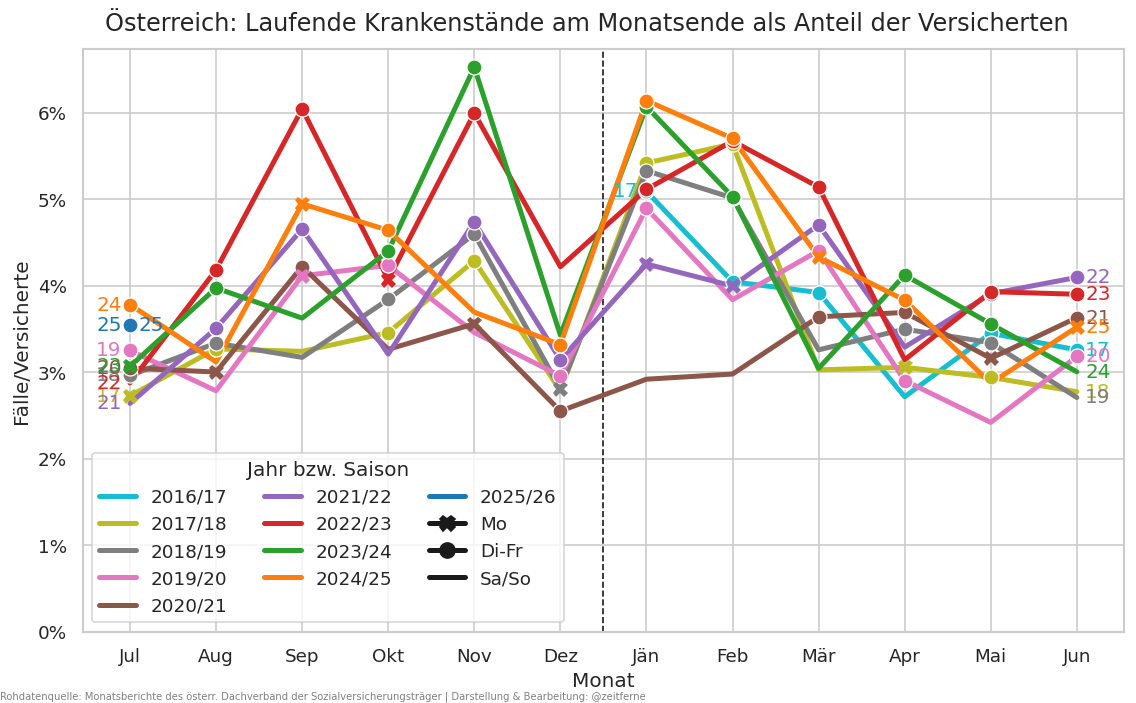 Österreich: Laufende Krankenstände am Monatsende als Anteil der Versicherten
Fälle/Versicherte
6%
5%
4%
3%
2%
1%
0%
24
25
25
19
22
21
17
22
23
21
25
17
20
24
18
19
Jahr bzw. Saison
2016/17
2017/18
2018/19
2019/20
2020/21
2021/22
2022/23
2023/24
2024/25
2025/26
Mo
Di-Fr
Sa/So
Jul
Aug
Sep
Okt
Nov
Dez
Jän
Feb
Mär
Apr
Mai
Jun
Monat
Rohdatenquelle: Monatsberichte des österr. Dachverband der Sozialversicherungsträger | Darstellung & Bearbeitung: @zeitferne